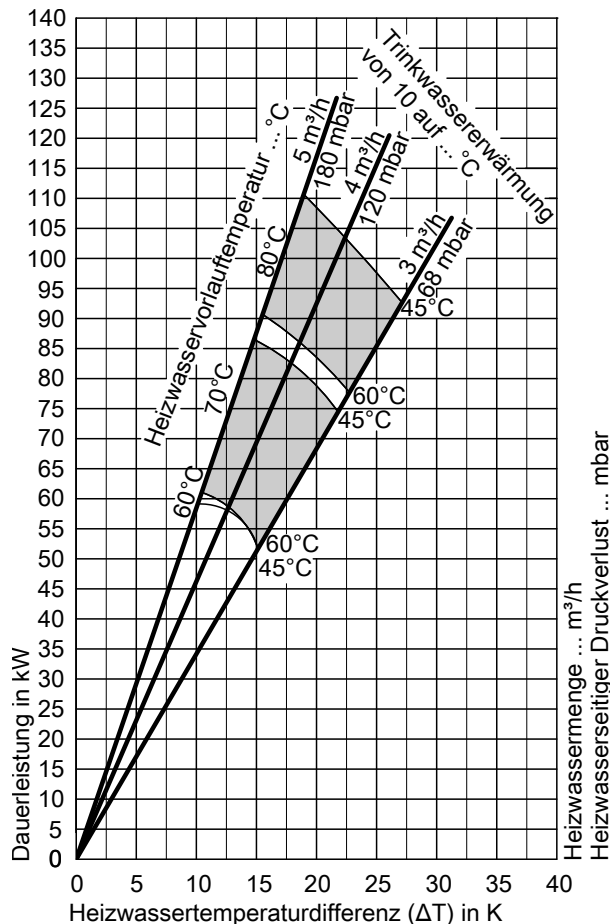 140
135
130
125
120
115
110
105
100
95
90
85
80
75
70
65
60
55
50
45
40
35
30
25
20
15
10
5
0
Dauerleistung in kW
0 5 10 15 20 25 30 35 40
Heizwassertemperaturdifferenz (ΔT) in K
Heizwasservorlauftemperatur ... °C
80°C
70°C
60°C
5 m³/h
180 mbar
4 m³/h
120 mbar
3 m³/h
68 mbar
Trinkwassererwärmung
von 10 auf ... °C
45°C
60°C
45°C
60°C
45°C
Heizwassermenge ... m³/h
Heizwasserseitiger Druckverlust ... mbar